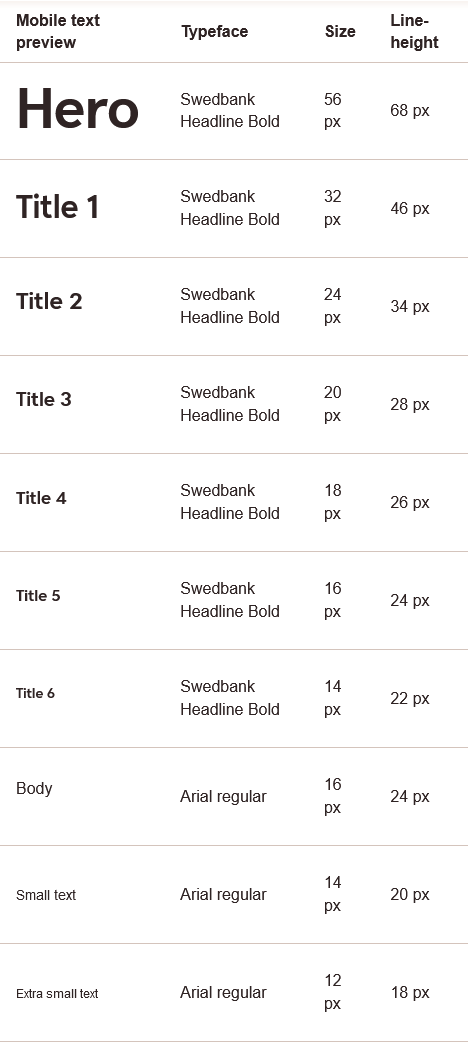 Mobile text preview | Typeface | Size | Line-height
Hero | Swedbank Headline Bold | 56 px | 68 px
Title 1 | Swedbank Headline Bold | 32 px | 46 px
Title 2 | Swedbank Headline Bold | 24 px | 34 px
Title 3 | Swedbank Headline Bold | 20 px | 28 px
Title 4 | Swedbank Headline Bold | 18 px | 26 px
Title 5 | Swedbank Headline Bold | 16 px | 24 px
Title 6 | Swedbank Headline Bold | 14 px | 22 px
Body | Arial regular | 16 px | 24 px
Small text | Arial regular | 14 px | 20 px
Extra small text | Arial regular | 12 px | 18 px